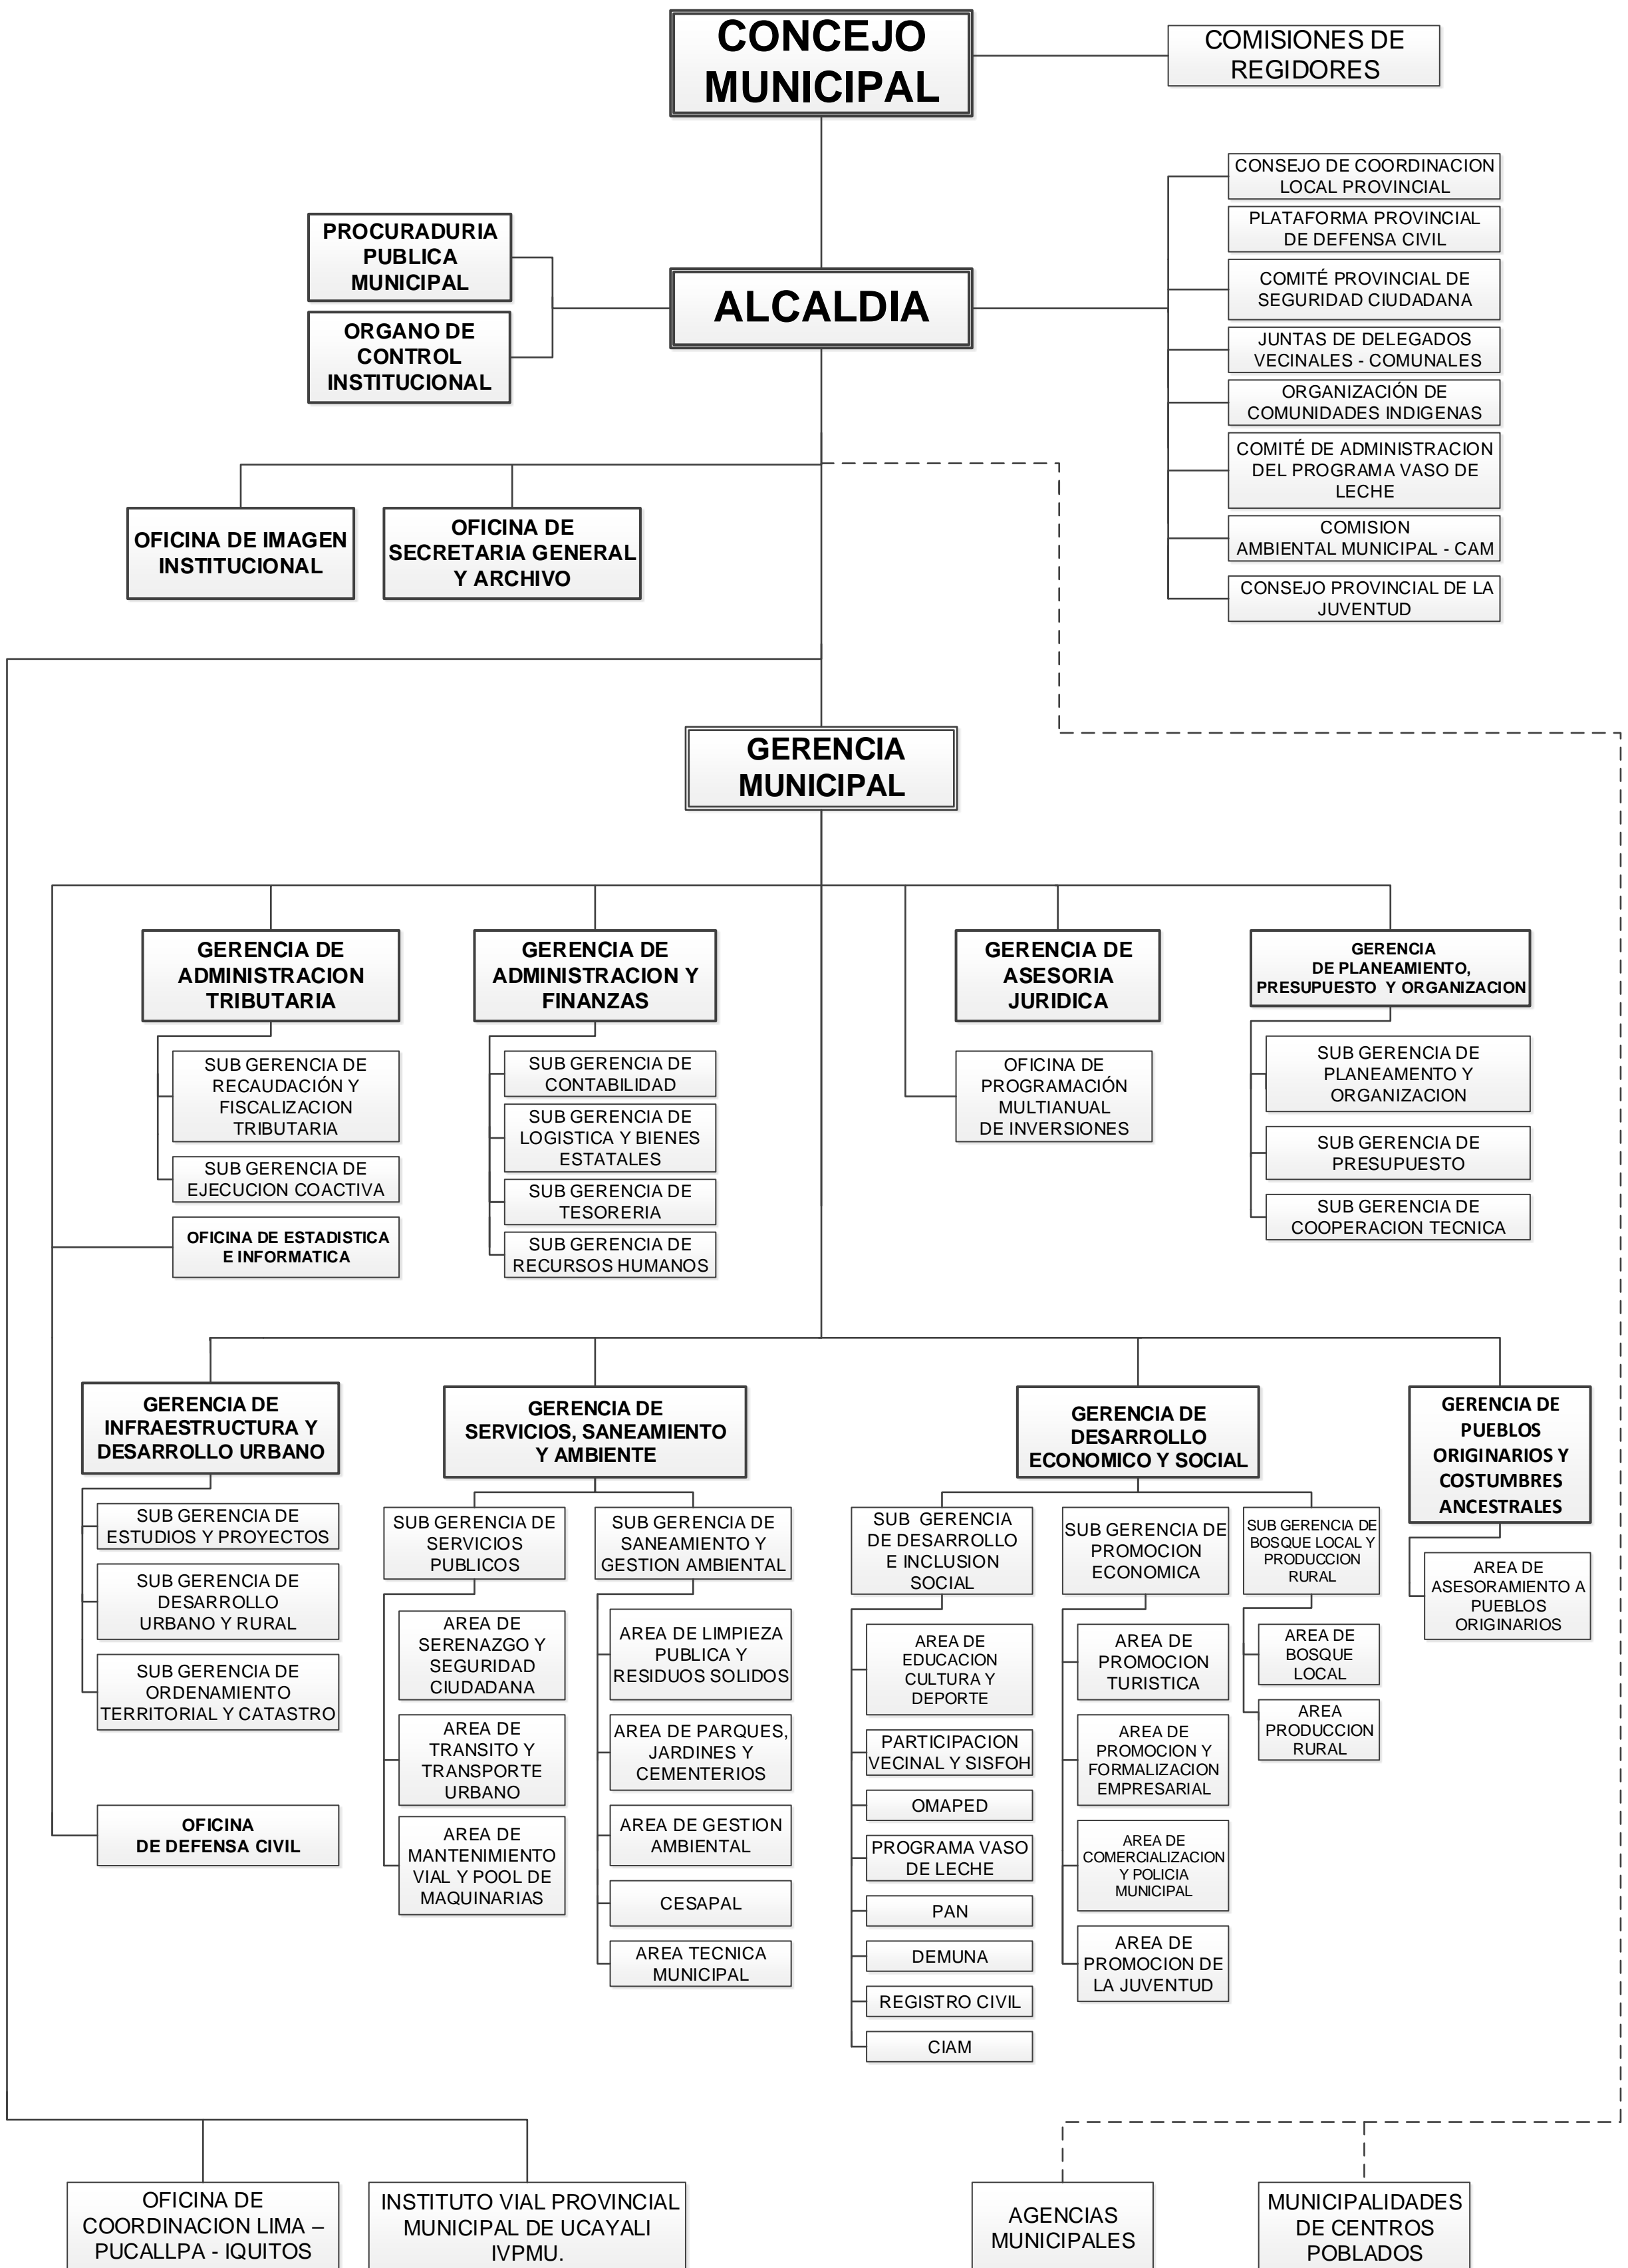 CONCEJO
MUNICIPAL
COMISIONES DE
REGIDORES
CONSEJO DE COORDINACION
LOCAL PROVINCIAL
PLATAFORMA PROVINCIAL
DE DEFENSA CIVIL
COMITÉ PROVINCIAL DE
SEGURIDAD CIUDADANA
JUNTAS DE DELEGADOS
VECINALES - COMUNALES
ORGANIZACIÓN DE
COMUNIDADES INDIGENAS
COMITÉ DE ADMINISTRACION
DEL PROGRAMA VASO DE
LECHE
COMISION
AMBIENTAL MUNICIPAL - CAM
CONSEJO PROVINCIAL DE LA
JUVENTUD
PROCURADURIA
PUBLICA
MUNICIPAL
ORGANO DE
CONTROL
INSTITUCIONAL
ALCALDIA
OFICINA DE IMAGEN
INSTITUCIONAL
OFICINA DE
SECRETARIA GENERAL
Y ARCHIVO
GERENCIA
MUNICIPAL
GERENCIA DE
ADMINISTRACION
TRIBUTARIA
SUB GERENCIA DE
RECAUDACIÓN Y
FISCALIZACION
TRIBUTARIA
SUB GERENCIA DE
EJECUCION COACTIVA
OFICINA DE ESTADISTICA
E INFORMATICA
GERENCIA DE
ADMINISTRACION Y
FINANZAS
SUB GERENCIA DE
CONTABILIDAD
SUB GERENCIA DE
LOGISTICA Y BIENES
ESTATALES
SUB GERENCIA DE
TESORERIA
SUB GERENCIA DE
RECURSOS HUMANOS
GERENCIA DE
ASESORIA
JURIDICA
OFICINA DE
PROGRAMACIÓN
MULTIANUAL
DE INVERSIONES
GERENCIA
DE PLANEAMIENTO,
PRESUPUESTO Y ORGANIZACION
SUB GERENCIA DE
PLANEAMENTO Y
ORGANIZACION
SUB GERENCIA DE
PRESUPUESTO
SUB GERENCIA DE
COOPERACION TECNICA
GERENCIA DE
INFRAESTRUCTURA Y
DESARROLLO URBANO
SUB GERENCIA DE
ESTUDIOS Y PROYECTOS
SUB GERENCIA DE
DESARROLLO
URBANO Y RURAL
SUB GERENCIA DE
ORDENAMIENTO
TERRITORIAL Y CATASTRO
OFICINA
DE DEFENSA CIVIL
GERENCIA DE
SERVICIOS, SANEAMIENTO
Y AMBIENTE
SUB GERENCIA DE
SERVICIOS
PUBLICOS
AREA DE
SERENAZGO Y
SEGURIDAD
CIUDADANA
AREA DE
TRANSITO Y
TRANSPORTE
URBANO
AREA DE
MANTENIMIENTO
VIAL Y POOL DE
MAQUINARIAS
SUB GERENCIA DE
SANEAMIENTO Y
GESTION AMBIENTAL
AREA DE LIMPIEZA
PUBLICA Y
RESIDUOS SOLIDOS
AREA DE PARQUES,
JARDINES Y
CEMENTERIOS
AREA DE GESTION
AMBIENTAL
CESAPAL
AREA TECNICA
MUNICIPAL
GERENCIA DE
DESARROLLO
ECONOMICO Y SOCIAL
SUB GERENCIA
DE DESARROLLO
E INCLUSION
SOCIAL
AREA DE
EDUCACION
CULTURA Y
DEPORTE
PARTICIPACION
VECINAL Y SISFOH
OMAPED
PROGRAMA VASO
DE LECHE
PAN
DEMUNA
REGISTRO CIVIL
CIAM
SUB GERENCIA DE
PROMOCION
ECONOMICA
AREA DE
PROMOCION
TURISTICA
AREA DE
PROMOCION Y
FORMALIZACION
EMPRESARIAL
AREA DE
COMERCIALIZACION
Y POLICIA
MUNICIPAL
AREA DE
PROMOCION DE
LA JUVENTUD
SUB GERENCIA DE
BOSQUE LOCAL Y
PRODUCCION
RURAL
AREA DE
BOSQUE
LOCAL
AREA
PRODUCCION
RURAL
GERENCIA DE
PUEBLOS
ORIGINARIOS Y
COSTUMBRES
ANCESTRALES
AREA DE
ASESORAMIENTO A
PUEBLOS
ORIGINARIOS
OFICINA DE
COORDINACION LIMA –
PUCALLPA - IQUITOS
INSTITUTO VIAL PROVINCIAL
MUNICIPAL DE UCAYALI
IVPMU.
AGENCIAS
MUNICIPALES
MUNICIPALIDADES
DE CENTROS
POBLADOS